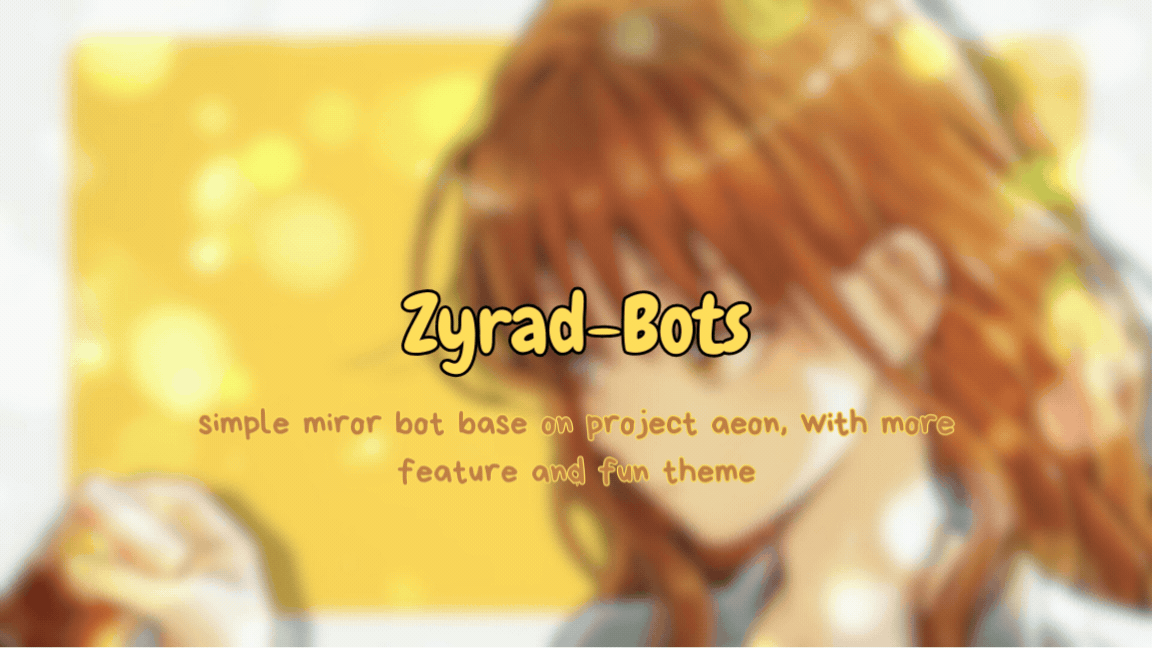 Zyrad-Bots
simple miror bot base on project aeon, with more
feature and fun theme